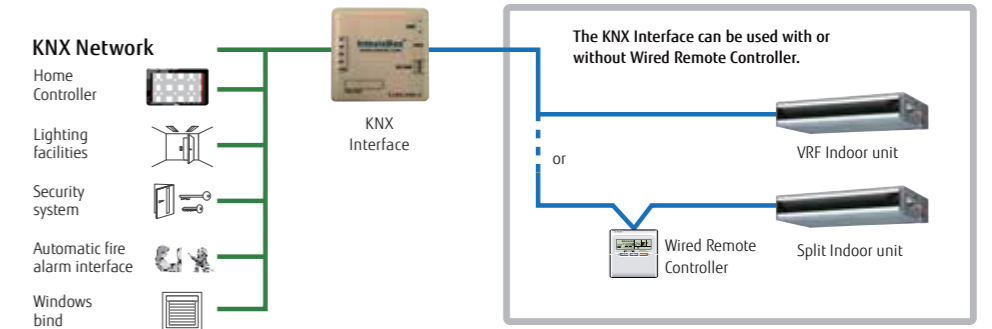 KNX Network
Home
Controller
Lighting
facilities
Security
system
Automatic fire
alarm interface
Windows
bind
KNX
Interface
The KNX Interface can be used with or
without Wired Remote Controller.
VRF Indoor unit
or
Wired Remote
Controller
Split Indoor unit